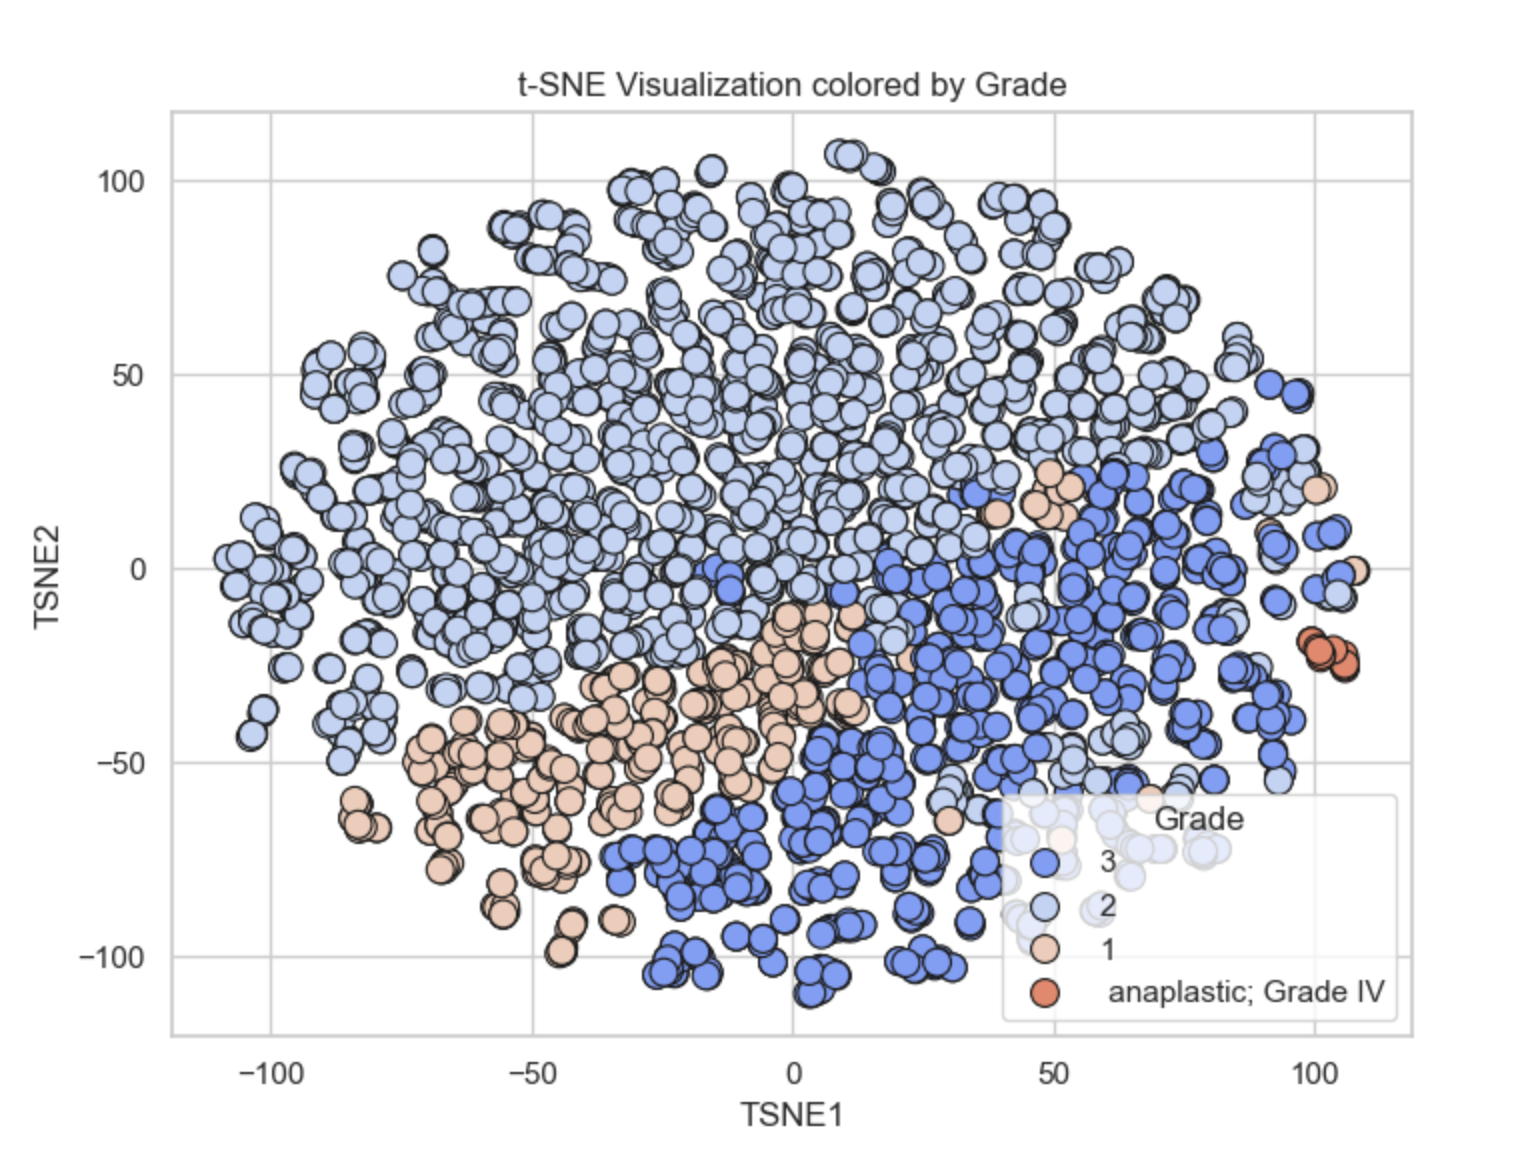 t-SNE Visualization colored by Grade
100
50
0
−50
−100
TSNE2
−100
−50
0
50
100
TSNE1
Grade
3
2
1
anaplastic; Grade IV